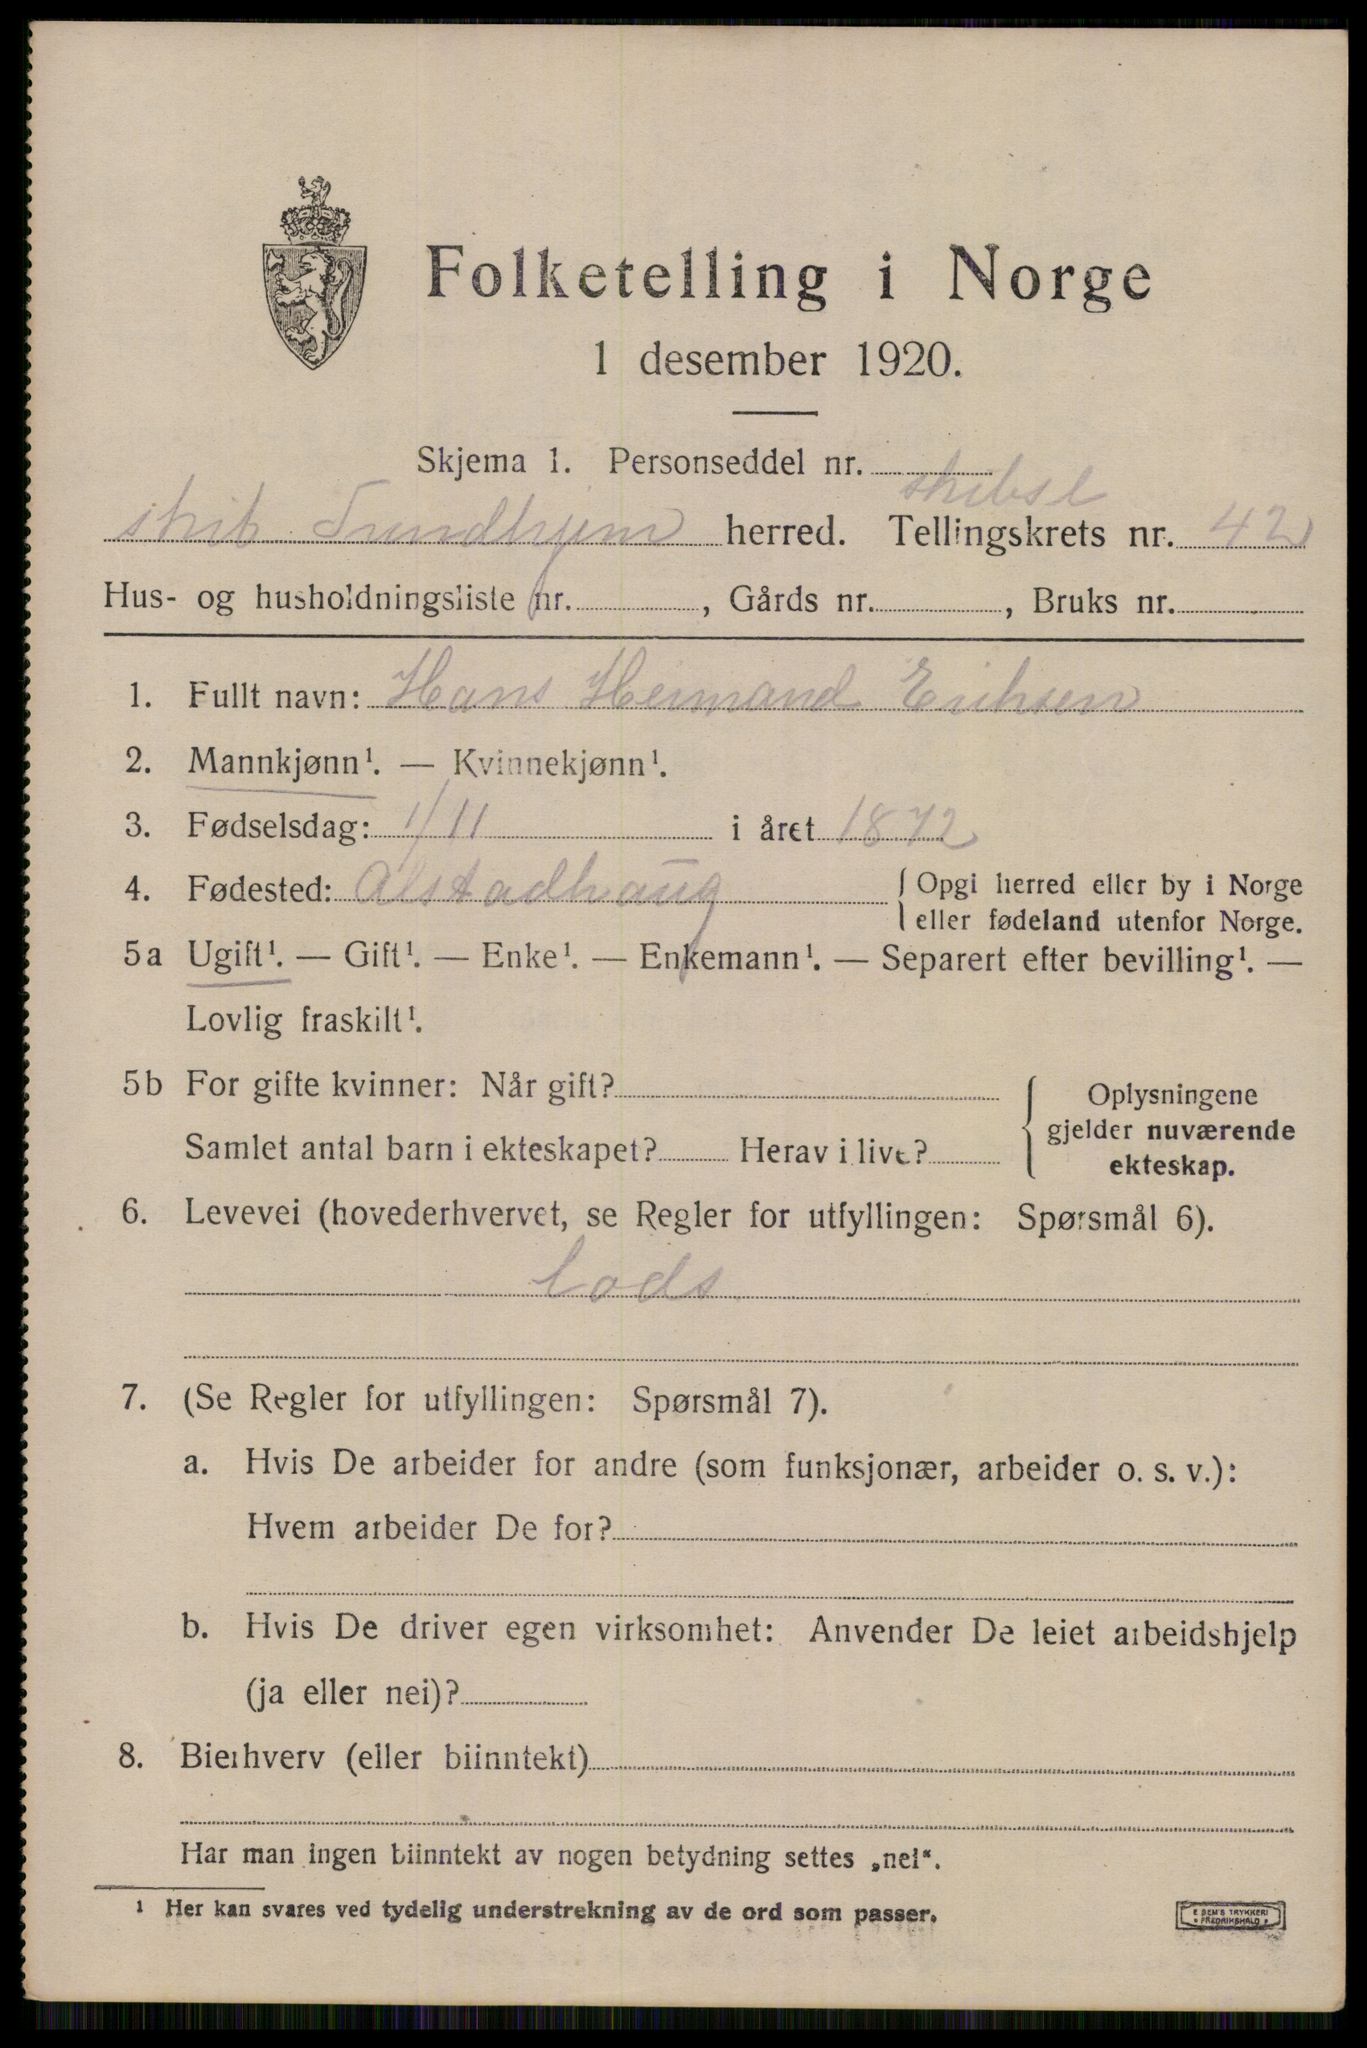 Folketelling i Norge
1 desember 1920.
Skjema 1. Personseddel nr.
skibsl
herred. Tellingskrets nr. 42
Hus- og husholdningsliste nr. , Gårds nr. , Bruks nr.
1. Fullt navn: Hans Hermand Eriksen
2. Mannkjønn¹. — Kvinnekjønn¹.
3. Fødselsdag: 1/11 i året 1872
4. Fødested: Alstadhaug { Opgi herred eller by i Norge
eller fødeland utenfor Norge.
5a Ugift¹. — Gift¹. — Enke¹. — Enkemann¹. — Separert efter bevilling¹. —
Lovlig fraskilt¹.
5b For gifte kvinner: Når gift?
Samlet antal barn i ekteskapet? Herav i live?
Oplysningene
gjelder nuværende
ekteskap.
6. Levevei (hovederhvervet, se Regler for utfyllingen: Spørsmål 6).
Lods
7. (Se Regler for utfyllingen: Spørsmål 7).
a. Hvis De arbeider for andre (som funksjonær, arbeider o. s. v.):
Hvem arbeider De for?
b. Hvis De driver egen virksomhet: Anvender De leiet arbeidshjelp
(ja eller nei)?
8. Bierhverv (eller biinntekt)
Har man ingen biinntekt av nogen betydning settes „nei“.
¹ Her kan svares ved tydelig understrekning av de ord som passer.
E SEM'S TRYKKERI
FREDRIKSHALD